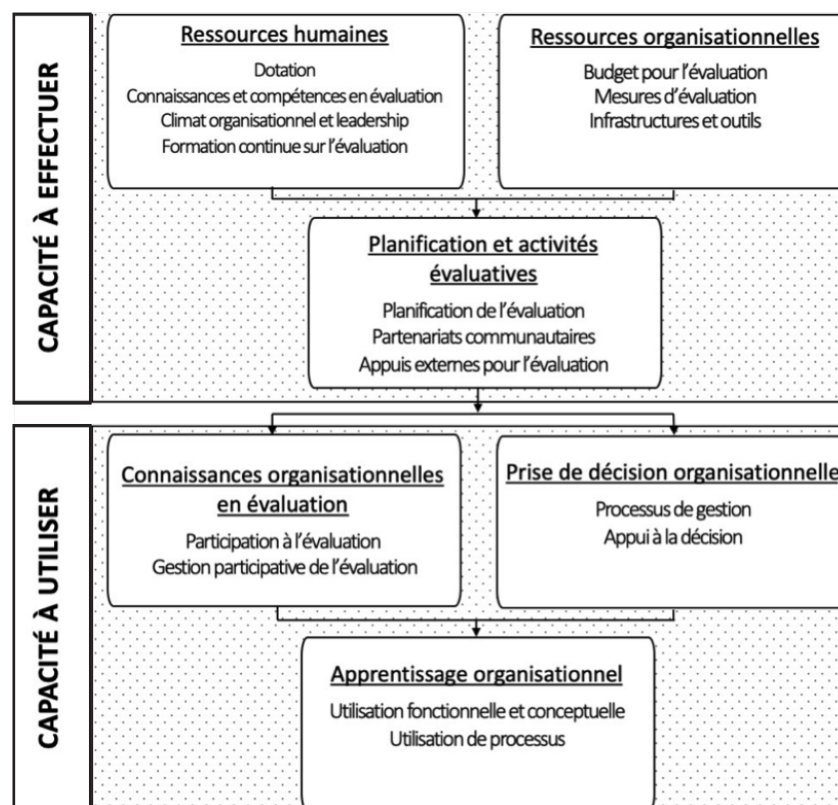 CAPACITÉ À EFFECTUER
Ressources humaines
Dotation
Connaissances et compétences en évaluation
Climat organisationnel et leadership
Formation continue sur l'évaluation
Ressources organisationnelles
Budget pour l'évaluation
Mesures d'évaluation
Infrastructures et outils
Planification et activités
évaluatives
Planification de l'évaluation
Partenariats communautaires
Appuis externes pour l'évaluation
CAPACITÉ À UTILISER
Connaissances organisationnelles
en évaluation
Participation à l'évaluation
Gestion participative de l'évaluation
Prise de décision organisationnelle
Processus de gestion
Appui à la décision
Apprentissage organisationnel
Utilisation fonctionnelle et conceptuelle
Utilisation de processus